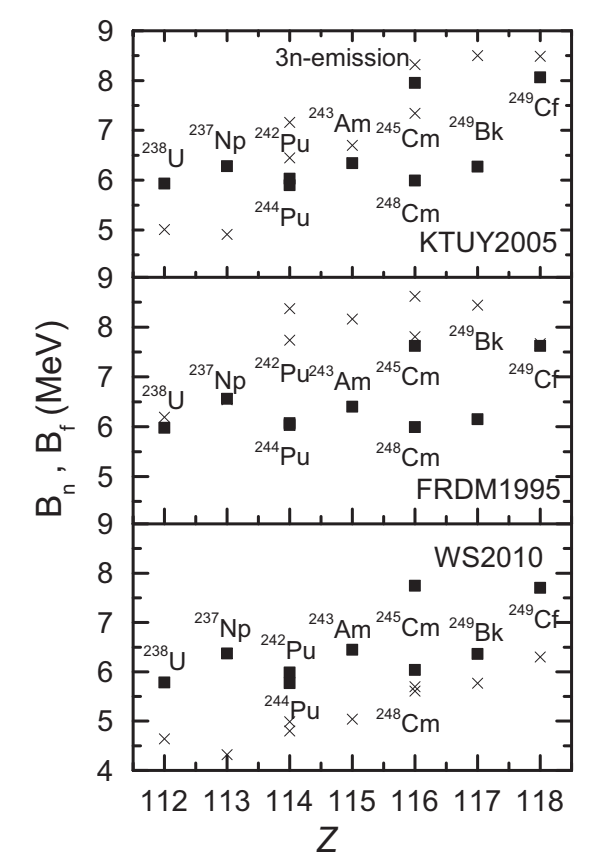 B_n , B_f (MeV)
9
3n-emission
8
²⁴⁹Cf
²³⁸U ²³⁷Np ²⁴²Pu ²⁴³Am ²⁴⁵Cm ²⁴⁹Bk
7
6
²⁴⁴Pu ²⁴⁸Cm
KTUY2005
5
9
8
²⁴⁹Bk
7
²³⁸U ²³⁷Np ²⁴²Pu ²⁴³Am ²⁴⁵Cm ²⁴⁹Cf
6
²⁴⁴Pu ²⁴⁸Cm
5
FRDM1995
9
WS2010
8
7
²³⁸U ²³⁷Np ²⁴²Pu ²⁴³Am ²⁴⁵Cm ²⁴⁹Bk ²⁴⁹Cf
6
²⁴⁴Pu ²⁴⁸Cm
5
4
112 113 114 115 116 117 118
Z